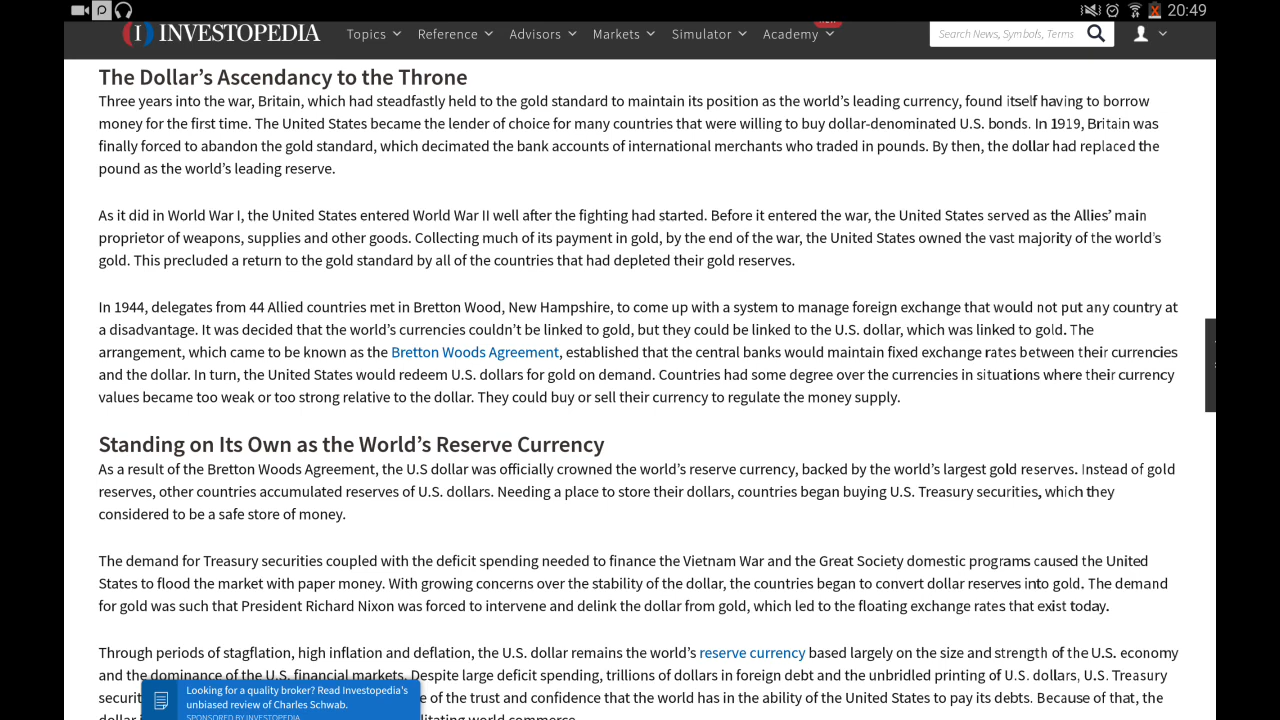 20:49
INVESTOPEDIA
Topics Reference Advisors Markets Simulator Academy
Search News, Symbols, Terms
The Dollar's Ascendancy to the Throne
Three years into the war, Britain, which had steadfastly held to the gold standard to maintain its position as the world's leading currency, found itself having to borrow
money for the first time. The United States became the lender of choice for many countries that were willing to buy dollar-denominated U.S. bonds. In 1919, Britain was
finally forced to abandon the gold standard, which decimated the bank accounts of international merchants who traded in pounds. By then, the dollar had replaced the
pound as the world's leading reserve.
As it did in World War I, the United States entered World War II well after the fighting had started. Before it entered the war, the United States served as the Allies' main
proprietor of weapons, supplies and other goods. Collecting much of its payment in gold, by the end of the war, the United States owned the vast majority of the world's
gold. This precluded a return to the gold standard by all of the countries that had depleted their gold reserves.
In 1944, delegates from 44 Allied countries met in Bretton Wood, New Hampshire, to come up with a system to manage foreign exchange that would not put any country at
a disadvantage. It was decided that the world's currencies couldn't be linked to gold, but they could be linked to the U.S. dollar, which was linked to gold. The
arrangement, which came to be known as the Bretton Woods Agreement, established that the central banks would maintain fixed exchange rates between their currencies
and the dollar. In turn, the United States would redeem U.S. dollars for gold on demand. Countries had some degree over the currencies in situations where their currency
values became too weak or too strong relative to the dollar. They could buy or sell their currency to regulate the money supply.
Standing on Its Own as the World's Reserve Currency
As a result of the Bretton Woods Agreement, the U.S dollar was officially crowned the world's reserve currency, backed by the world's largest gold reserves. Instead of gold
reserves, other countries accumulated reserves of U.S. dollars. Needing a place to store their dollars, countries began buying U.S. Treasury securities, which they
considered to be a safe store of money.
The demand for Treasury securities coupled with the deficit spending needed to finance the Vietnam War and the Great Society domestic programs caused the United
States to flood the market with paper money. With growing concerns over the stability of the dollar, the countries began to convert dollar reserves into gold. The demand
for gold was such that President Richard Nixon was forced to intervene and delink the dollar from gold, which led to the floating exchange rates that exist today.
Through periods of stagflation, high inflation and deflation, the U.S. dollar remains the world's reserve currency based largely on the size and strength of the U.S. economy
and the dominance of the U.S. financial markets. Despite large deficit spending, trillions of dollars in foreign debt and the unbridled printing of U.S. dollars, U.S. Treasury
of the trust and confidence that the world has in the ability of the United States to pay its debts. Because of that, the
world commerce.
Looking for a quality broker? Read Investopedia's
unbiased review of Charles Schwab.
SPONSORED BY INVESTOPEDIA